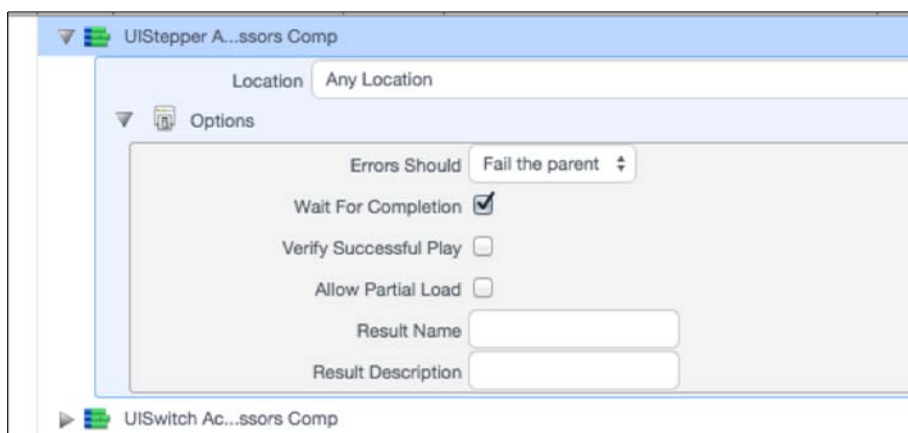 UIStepper A...ssors Comp
Location Any Location
Options
Errors Should Fail the parent
Wait For Completion
Verify Successful Play
Allow Partial Load
Result Name
Result Description
UISwitch Ac...ssors Comp